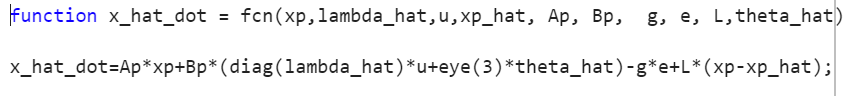 function x_hat_dot = fcn(xp,lambda_hat,u,xp_hat, Ap, Bp,  g, e, L,theta_hat)
x_hat_dot=Ap*xp+Bp*(diag(lambda_hat)*u+eye(3)*theta_hat)-g*e+L*(xp-xp_hat);